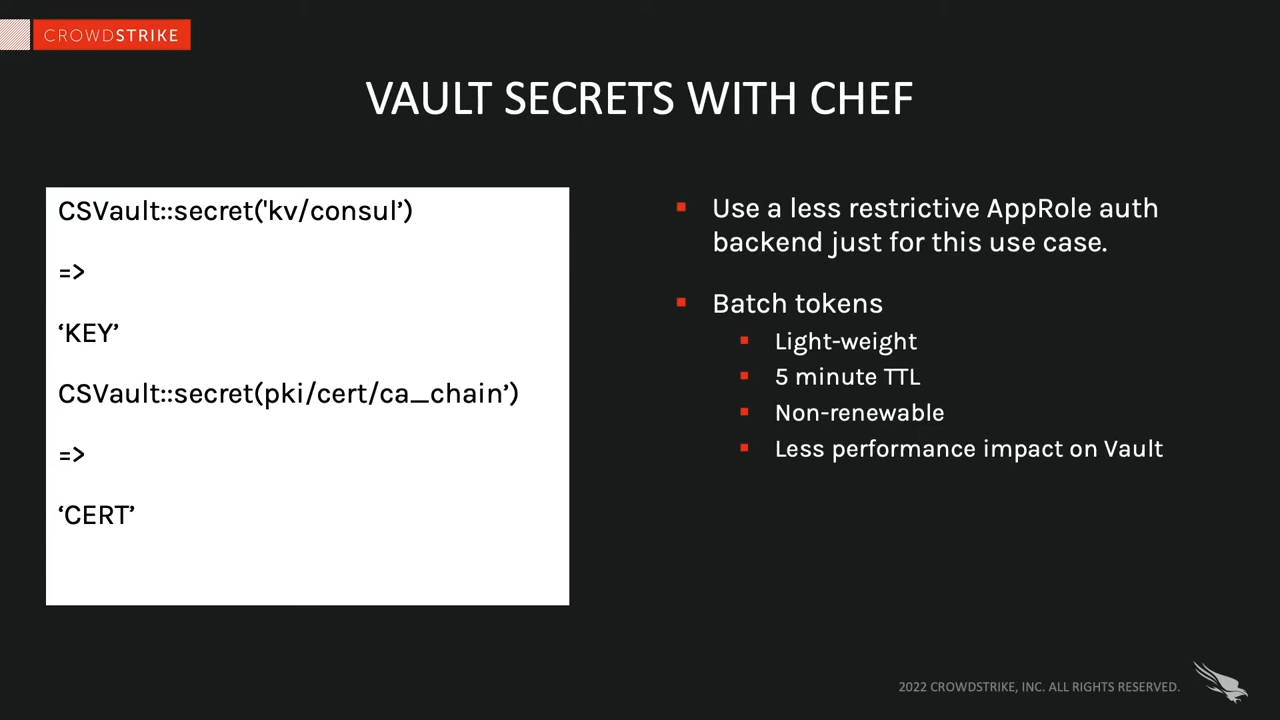 CROWDSTRIKE
VAULT SECRETS WITH CHEF
CSVault::secret('kv/consul’)
=>
‘KEY’
CSVault::secret(pki/cert/ca_chain’)
=>
‘CERT’
▪ Use a less restrictive AppRole auth
backend just for this use case.
▪ Batch tokens
▪ Light-weight
▪ 5 minute TTL
▪ Non-renewable
▪ Less performance impact on Vault
2022 CROWDSTRIKE, INC. ALL RIGHTS RESERVED.